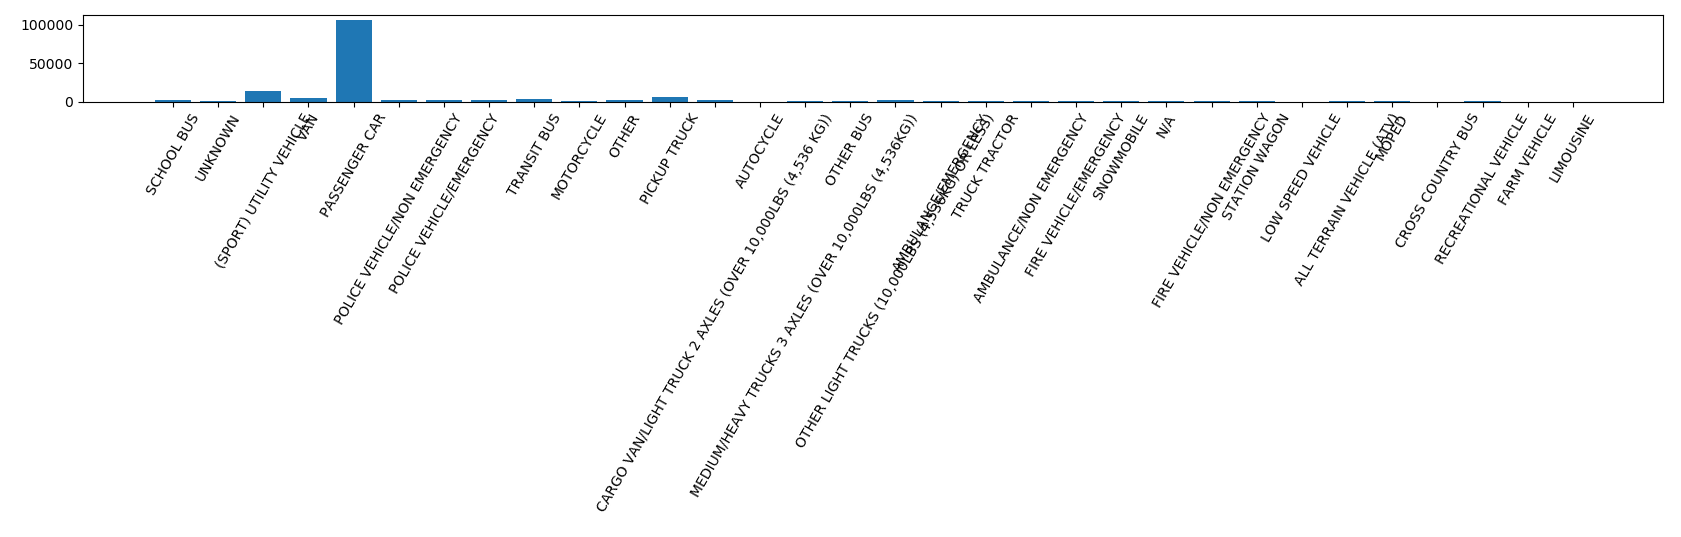 100000
50000
0
SCHOOL BUS
UNKNOWN
(SPORT) UTILITY VEHICLE
VAN
PASSENGER CAR
POLICE VEHICLE/NON EMERGENCY
POLICE VEHICLE/EMERGENCY
TRANSIT BUS
MOTORCYCLE
OTHER
PICKUP TRUCK
CARGO VAN/LIGHT TRUCK 2 AXLES (OVER 10,000LBS (4,536 KG))
AUTOCYCLE
MEDIUM/HEAVY TRUCKS 3 AXLES (OVER 10,000LBS (4,536KG))
OTHER BUS
OTHER LIGHT TRUCKS (10,000LBS (4,536KG) OR LESS)
AMBULANCE/EMERGENCY
TRUCK TRACTOR
AMBULANCE/NON EMERGENCY
FIRE VEHICLE/EMERGENCY
SNOWMOBILE
N/A
FIRE VEHICLE/NON EMERGENCY
STATION WAGON
LOW SPEED VEHICLE
ALL TERRAIN VEHICLE (ATV)
MOPED
CROSS COUNTRY BUS
RECREATIONAL VEHICLE
FARM VEHICLE
LIMOUSINE